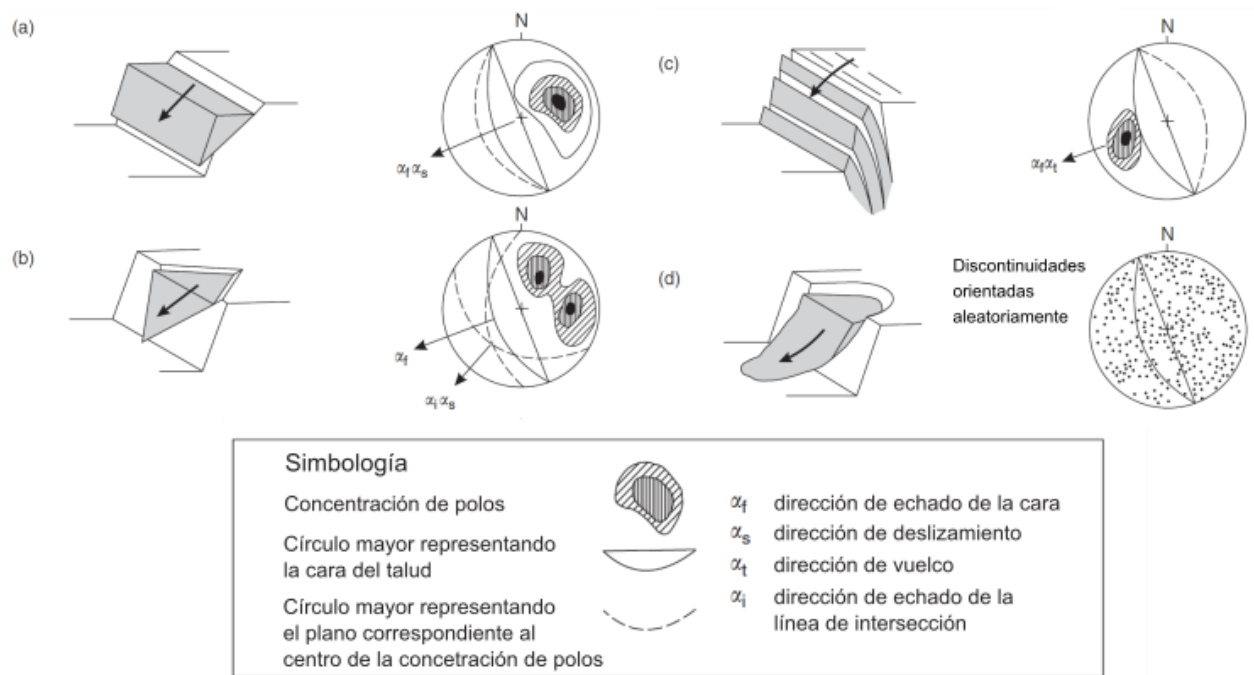 (a)
N
αf αs
(b)
N
αf
αi αs
(c)
N
αf αt
(d)
Discontinuidades
orientadas
aleatoriamente
N
Simbología
Concentración de polos
Círculo mayor representando
la cara del talud
Círculo mayor representando
el plano correspondiente al
centro de la concetración de polos
αf dirección de echado de la cara
αs dirección de deslizamiento
αt dirección de vuelco
αi dirección de echado de la
línea de intersección